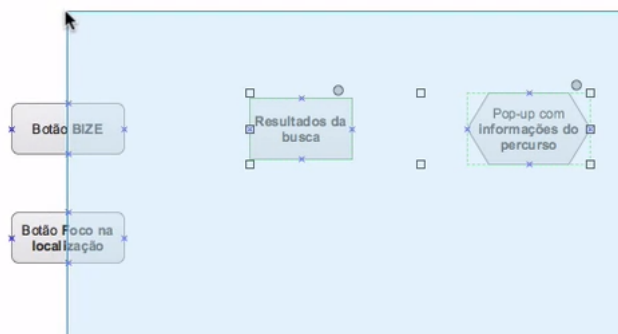 Botão BIZE
Resultados da
busca
Pop-up com
informações do
percurso
Botão Foco na
localização